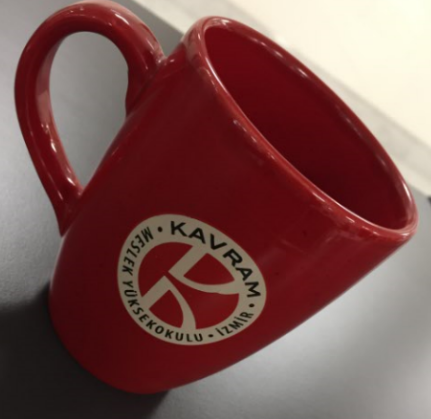 KAVRAM
MESLEK YÜKSEKOKULU • İZMİR •